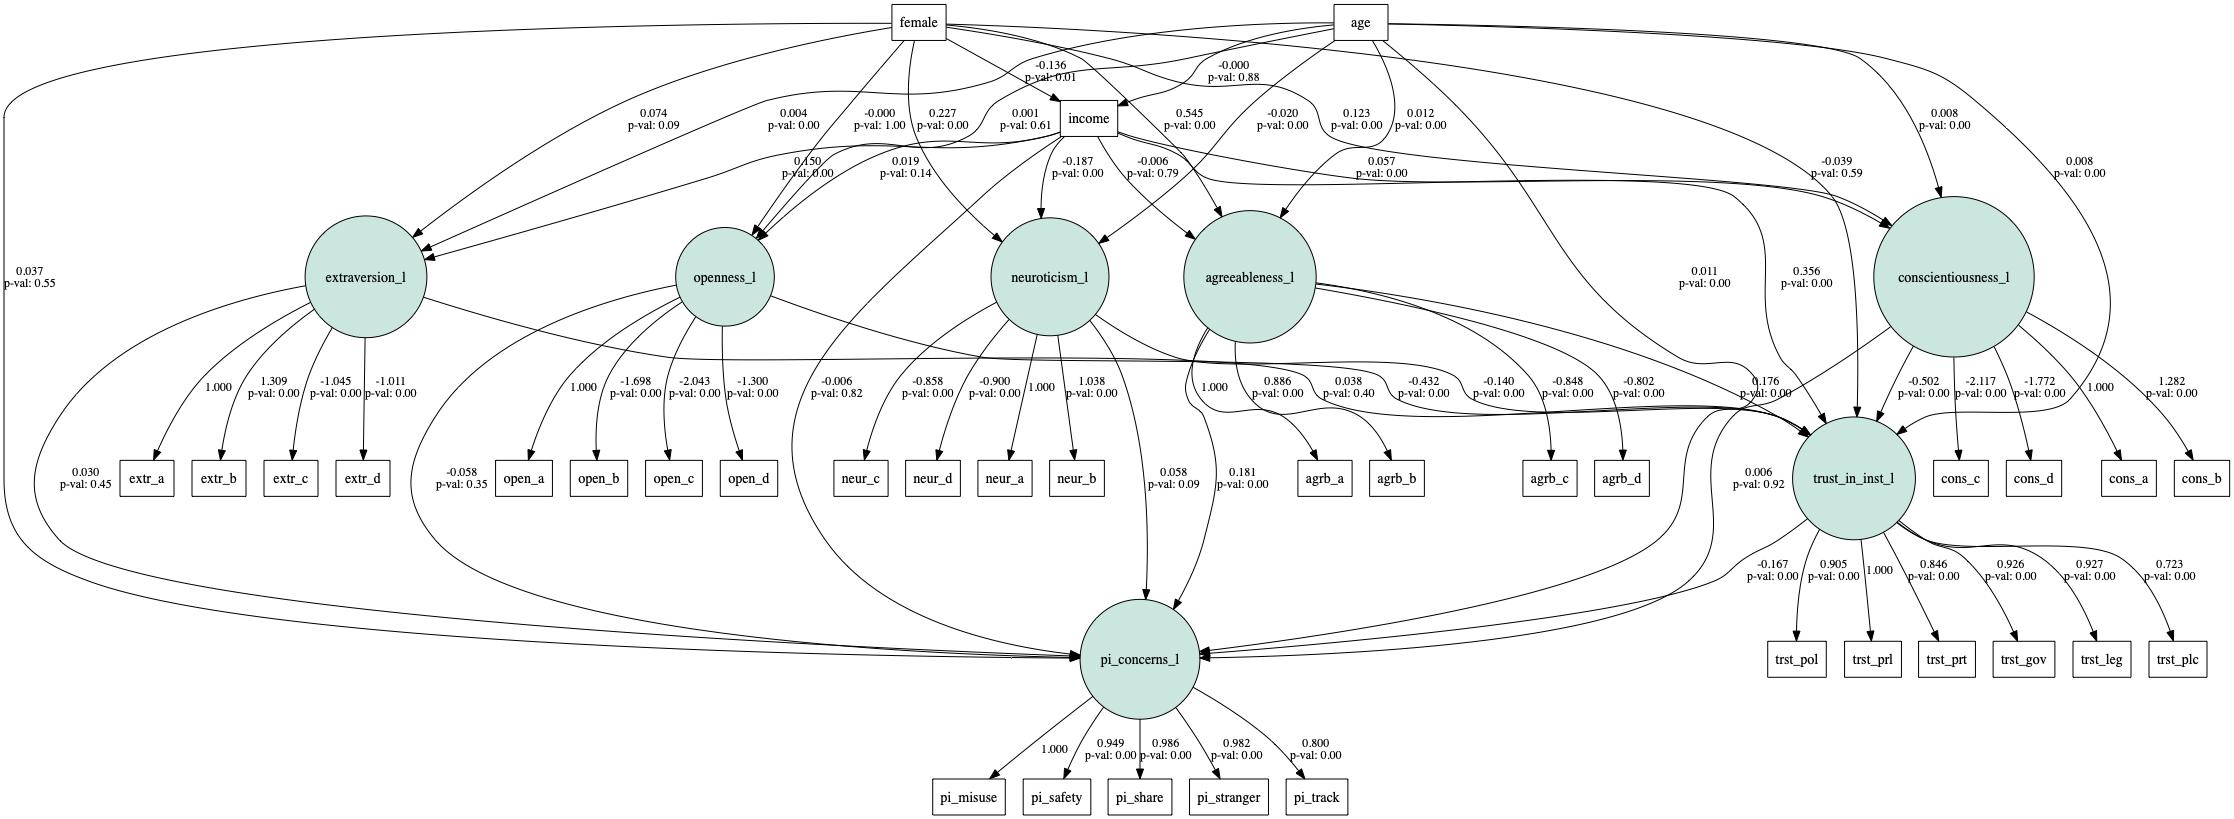 female
age
-0.136
p-val: 0.01
-0.000
p-val: 0.88
0.074
p-val: 0.09
0.004
p-val: 0.00
-0.000
p-val: 1.00
0.227
p-val: 0.00
0.001
p-val: 0.61
income
0.545
p-val: 0.00
-0.020
p-val: 0.00
0.123
p-val: 0.00
0.012
p-val: 0.00
0.008
p-val: 0.00
0.150
p-val: 0.00
0.019
p-val: 0.14
-0.187
p-val: 0.00
-0.006
p-val: 0.79
0.057
p-val: 0.00
-0.039
p-val: 0.59
0.008
p-val: 0.00
0.037
p-val: 0.55
extraversion_l
openness_l
neuroticism_l
agreeableness_l
0.011
p-val: 0.00
0.356
p-val: 0.00
conscientiousness_l
1.000
1.309
p-val: 0.00
-1.045
p-val: 0.00
-1.011
p-val: 0.00
1.000
-1.698
p-val: 0.00
-2.043
p-val: 0.00
-1.300
p-val: 0.00
-0.006
p-val: 0.82
-0.858
p-val: 0.00
-0.900
p-val: 0.00
1.000
1.038
p-val: 0.00
1.000
0.886
p-val: 0.00
0.038
p-val: 0.40
-0.432
p-val: 0.00
-0.140
p-val: 0.00
-0.848
p-val: 0.00
-0.802
p-val: 0.00
0.176
p-val: 0.00
-0.502
p-val: 0.00
-2.117
p-val: 0.00
-1.772
p-val: 0.00
1.000
1.282
p-val: 0.00
0.030
p-val: 0.45
extr_a
extr_b
extr_c
extr_d
-0.058
p-val: 0.35
open_a
open_b
open_c
open_d
neur_c
neur_d
neur_a
neur_b
0.058
p-val: 0.09
0.181
p-val: 0.00
agrb_a
agrb_b
agrb_c
agrb_d
0.006
p-val: 0.92
trust_in_inst_l
cons_c
cons_d
cons_a
cons_b
-0.167
p-val: 0.00
0.905
p-val: 0.00
1.000
0.846
p-val: 0.00
0.926
p-val: 0.00
0.927
p-val: 0.00
0.723
p-val: 0.00
pi_concerns_l
trst_pol
trst_prl
trst_prt
trst_gov
trst_leg
trst_plc
1.000
0.949
p-val: 0.00
0.986
p-val: 0.00
0.982
p-val: 0.00
0.800
p-val: 0.00
pi_misuse
pi_safety
pi_share
pi_stranger
pi_track